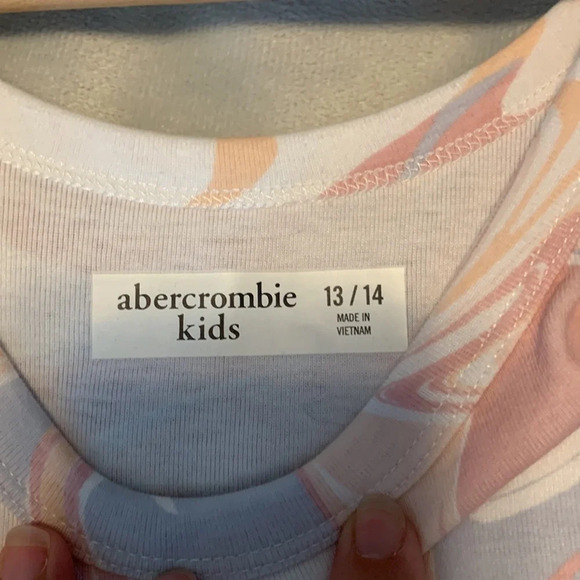 abercrombie
kids
13 / 14
MADE IN
VIETNAM